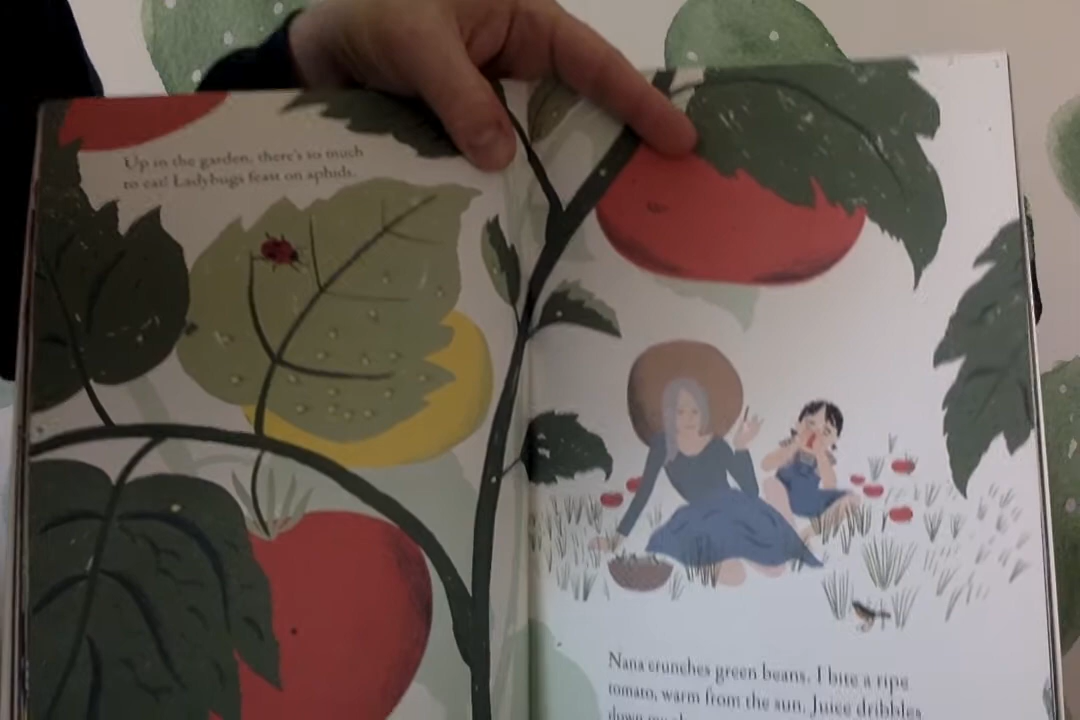 Up in the garden, there's so much
to eat! Ladybugs feast on aphids.
Nana crunches green beans. I bite a ripe
tomato, warm from the sun. Juice dribbles
down